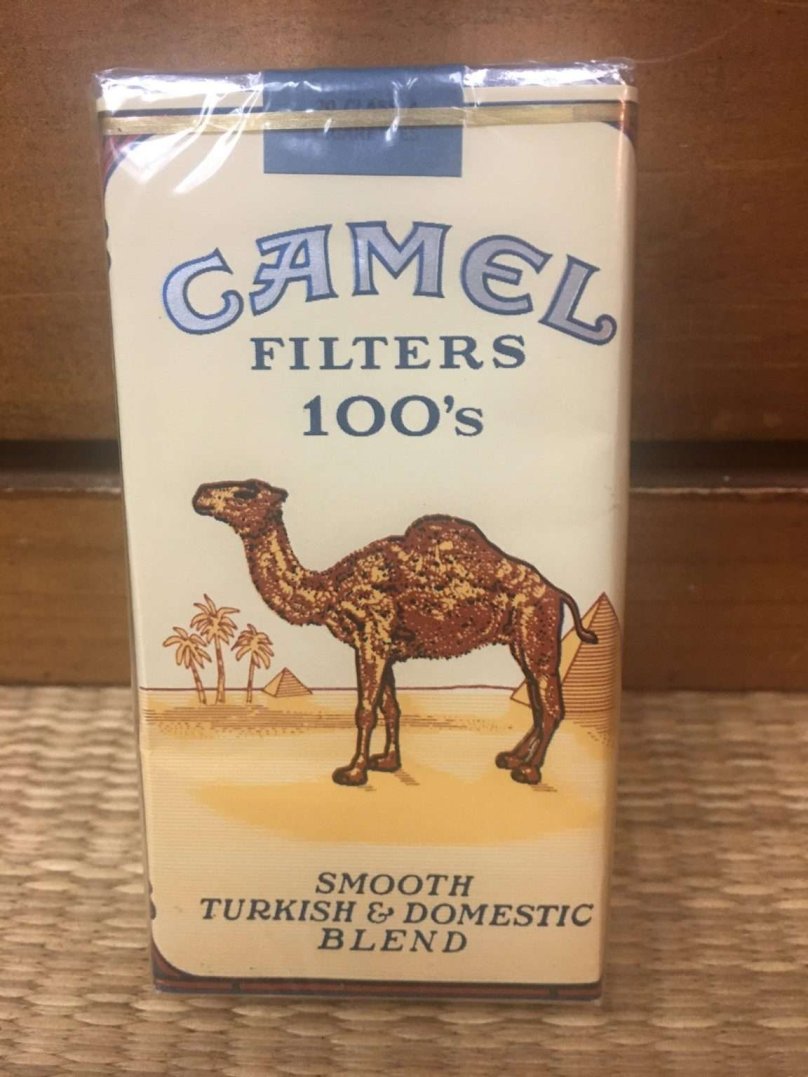 CAMEL
FILTERS
100's
SMOOTH
TURKISH & DOMESTIC
BLEND